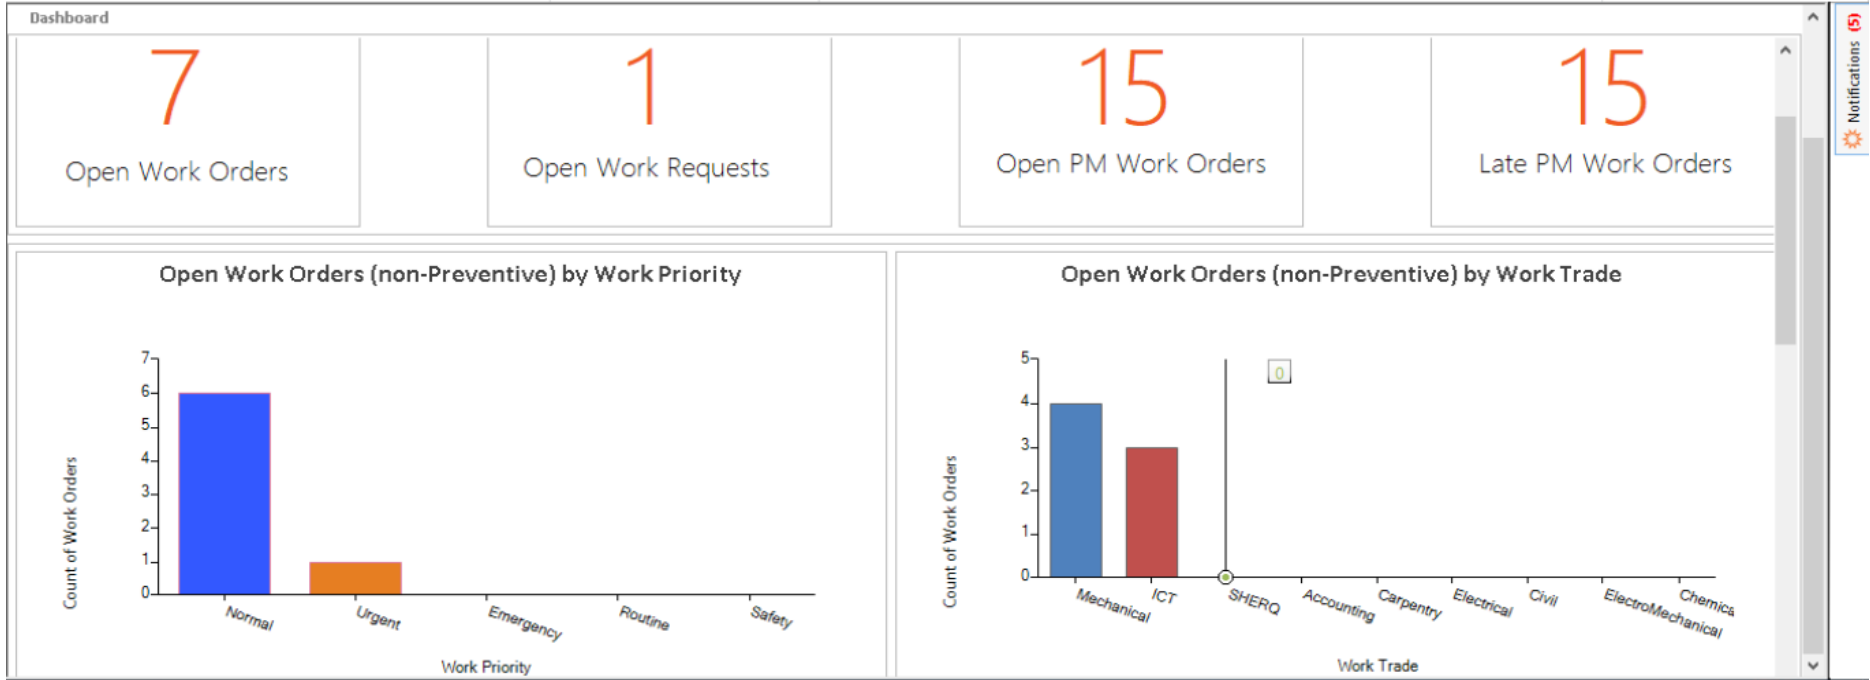 Dashboard
7
Open Work Orders
1
Open Work Requests
15
Open PM Work Orders
15
Late PM Work Orders
Notifications (5)
Open Work Orders (non-Preventive) by Work Priority
Count of Work Orders
7
6
5
4
3
2
1
0
Normal
Urgent
Emergency
Routine
Safety
Work Priority
Open Work Orders (non-Preventive) by Work Trade
Count of Work Orders
5
4
3
2
1
0
0
Mechanical
ICT
SHERQ
Accounting
Carpentry
Electrical
Civil
ElectroMechanical
Chemica
Work Trade